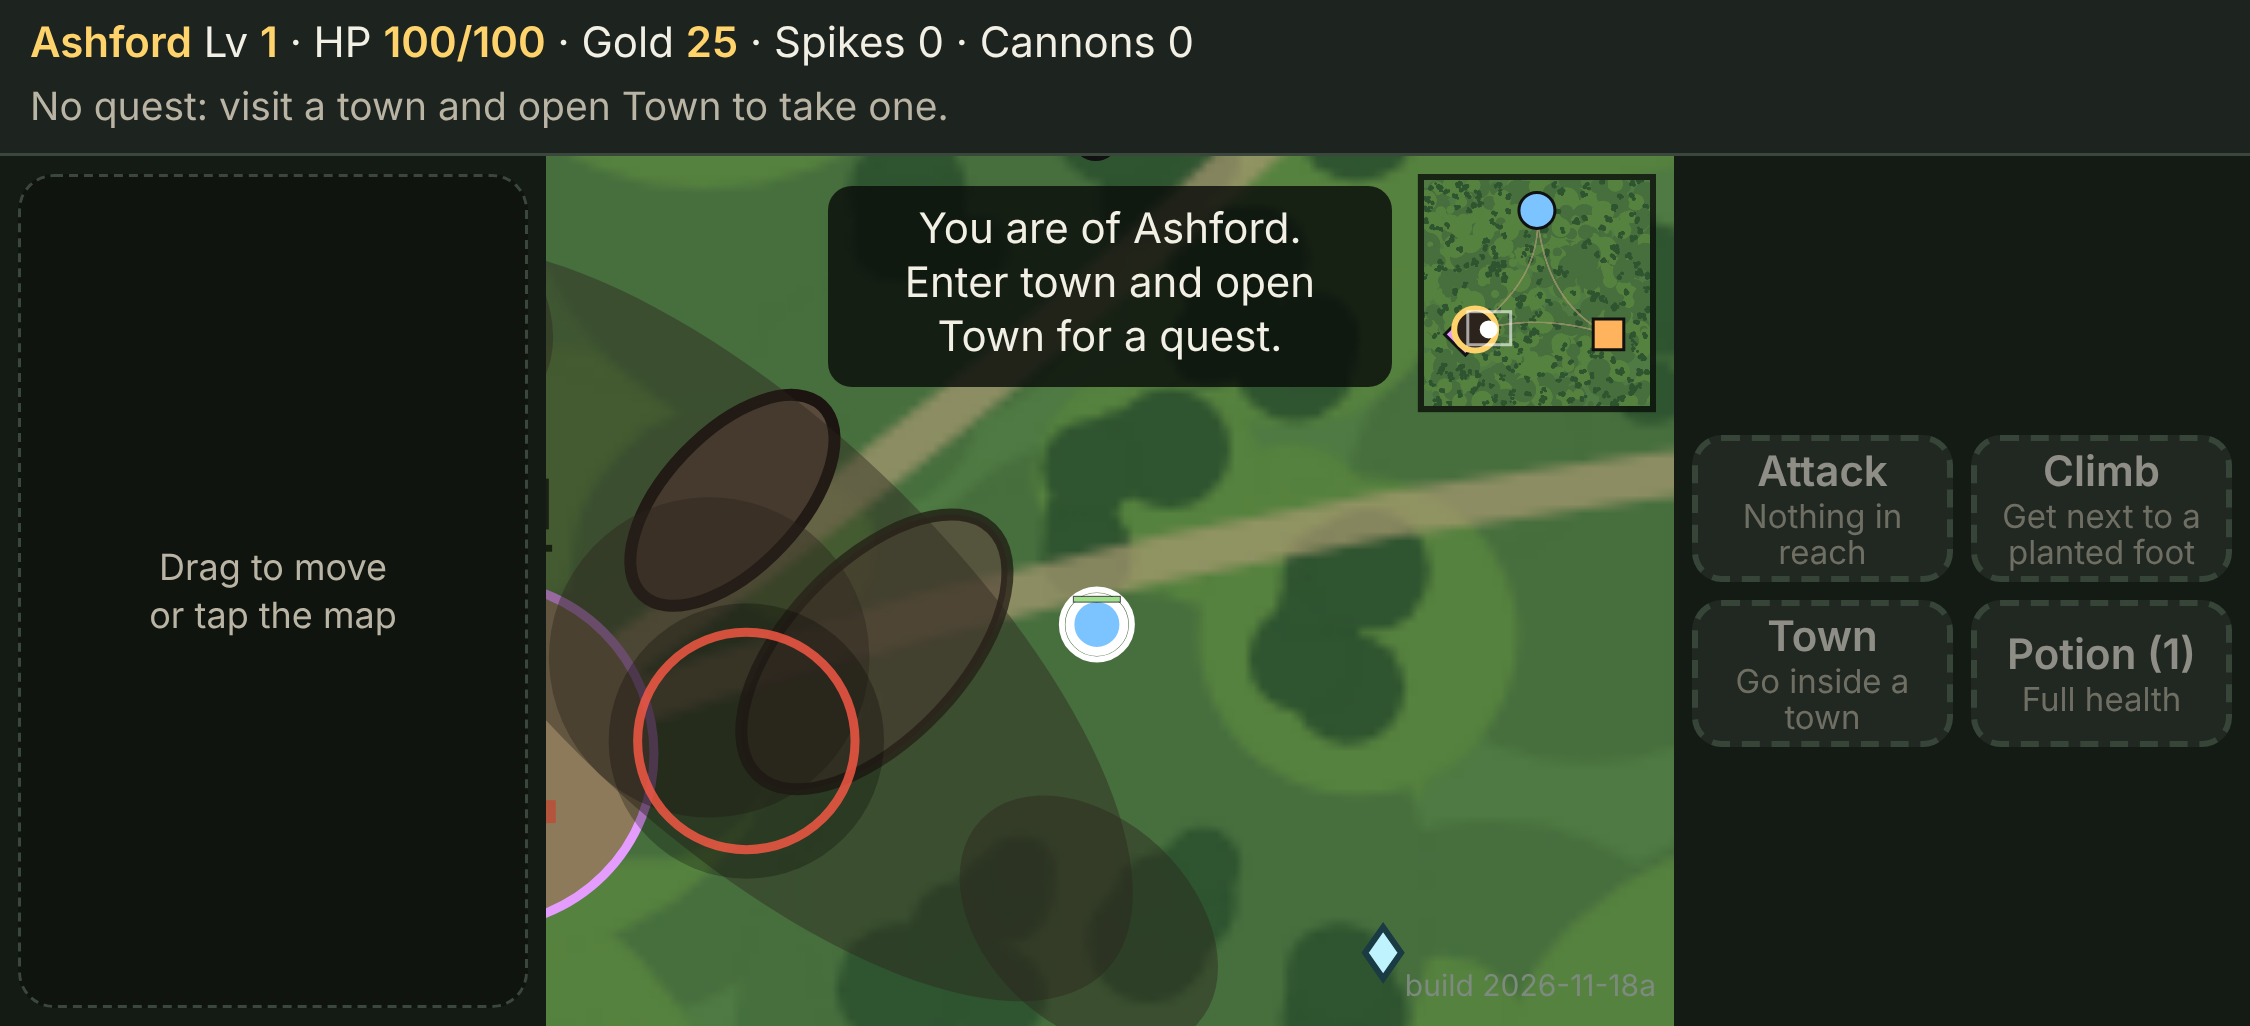 Ashford Lv 1 · HP 100/100 · Gold 25 · Spikes 0 · Cannons 0
No quest: visit a town and open Town to take one.
You are of Ashford.
Enter town and open
Town for a quest.
Drag to move
or tap the map
Attack
Nothing in
reach
Climb
Get next to a
planted foot
Town
Go inside a
town
Potion (1)
Full health
build 2026-11-18a